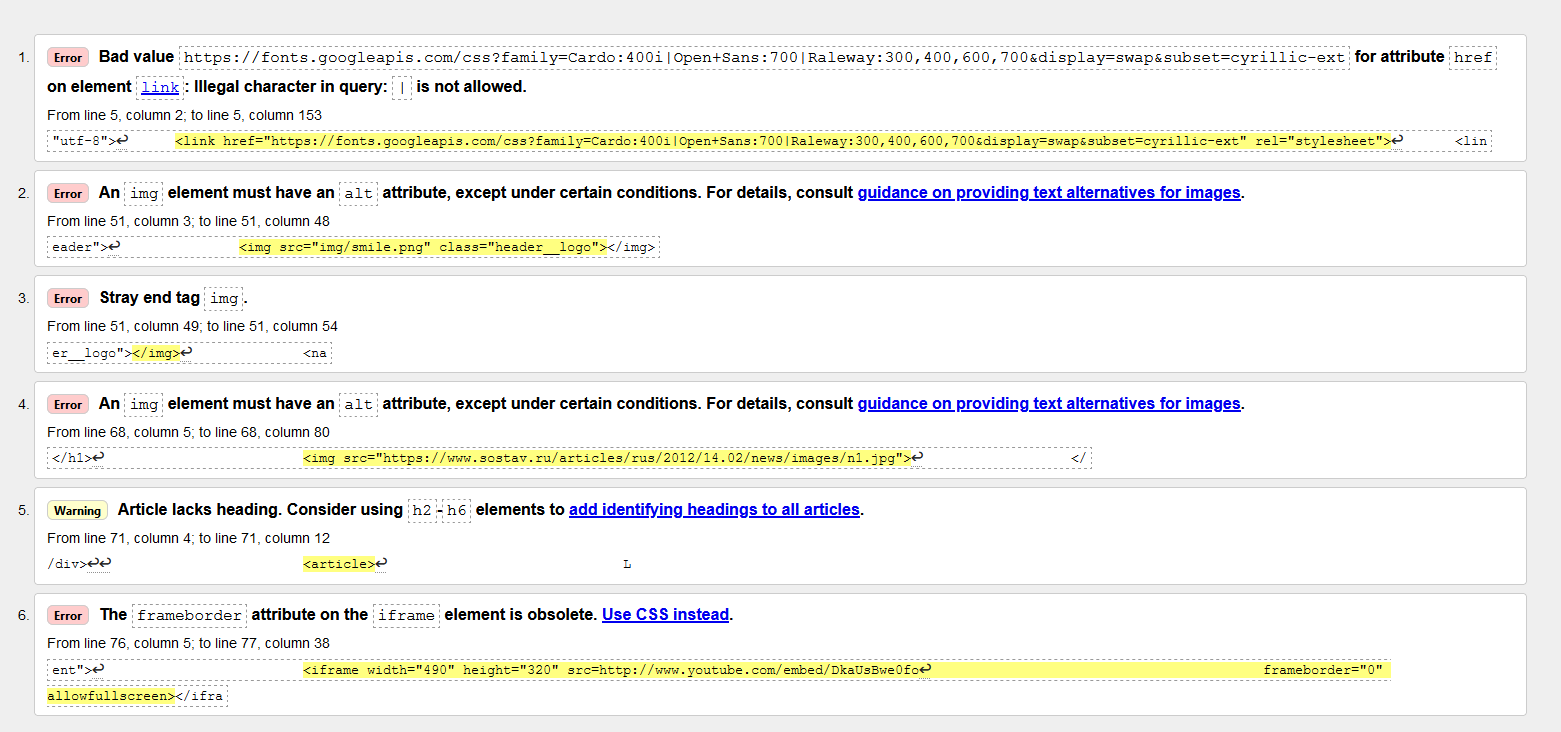 1. Error Bad value https://fonts.googleapis.com/css?family=Cardo:400i|Open+Sans:700|Raleway:300,400,600,700&display=swap&subset=cyrillic-ext for attribute href
on element link: Illegal character in query: | is not allowed.
From line 5, column 2; to line 5, column 153
"utf-8">↩ <link href="https://fonts.googleapis.com/css?family=Cardo:400i|Open+Sans:700|Raleway:300,400,600,700&display=swap&subset=cyrillic-ext" rel="stylesheet">↩ <lin
2. Error An img element must have an alt attribute, except under certain conditions. For details, consult guidance on providing text alternatives for images.
From line 51, column 3; to line 51, column 48
eader">↩ <img src="img/smile.png" class="header__logo"></img>
3. Error Stray end tag img.
From line 51, column 49; to line 51, column 54
er__logo"></img>↩ <na
4. Error An img element must have an alt attribute, except under certain conditions. For details, consult guidance on providing text alternatives for images.
From line 68, column 5; to line 68, column 80
</h1>↩ <img src="https://www.sostav.ru/articles/rus/2012/14.02/news/images/n1.jpg">↩ </
5. Warning Article lacks heading. Consider using h2-h6 elements to add identifying headings to all articles.
From line 71, column 4; to line 71, column 12
/div>↩↩ <article>↩ L
6. Error The frameborder attribute on the iframe element is obsolete. Use CSS instead.
From line 76, column 5; to line 77, column 38
ent">↩ <iframe width="490" height="320" src=http://www.youtube.com/embed/DkaUsBwe0fo↩ frameborder="0"
allowfullscreen></ifra